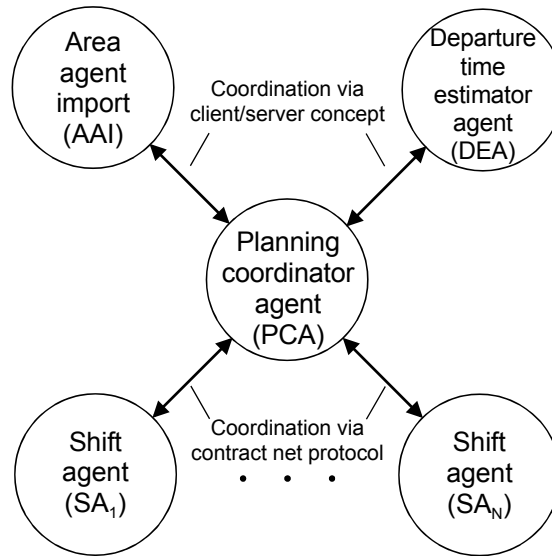 Area
agent
import
(AAI)
Coordination via
client/server concept
Departure
time
estimator
agent
(DEA)
Planning
coordinator
agent
(PCA)
Shift
agent
(SA₁)
Coordination via
contract net protocol
. . .
Shift
agent
(SA_N)